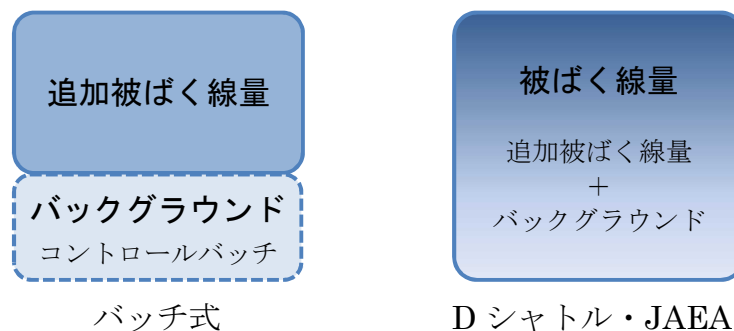 追加被ばく線量
バックグラウンド
コントロールバッチ
バッチ式
被ばく線量
追加被ばく線量
＋
バックグラウンド
D シャトル・JAEA